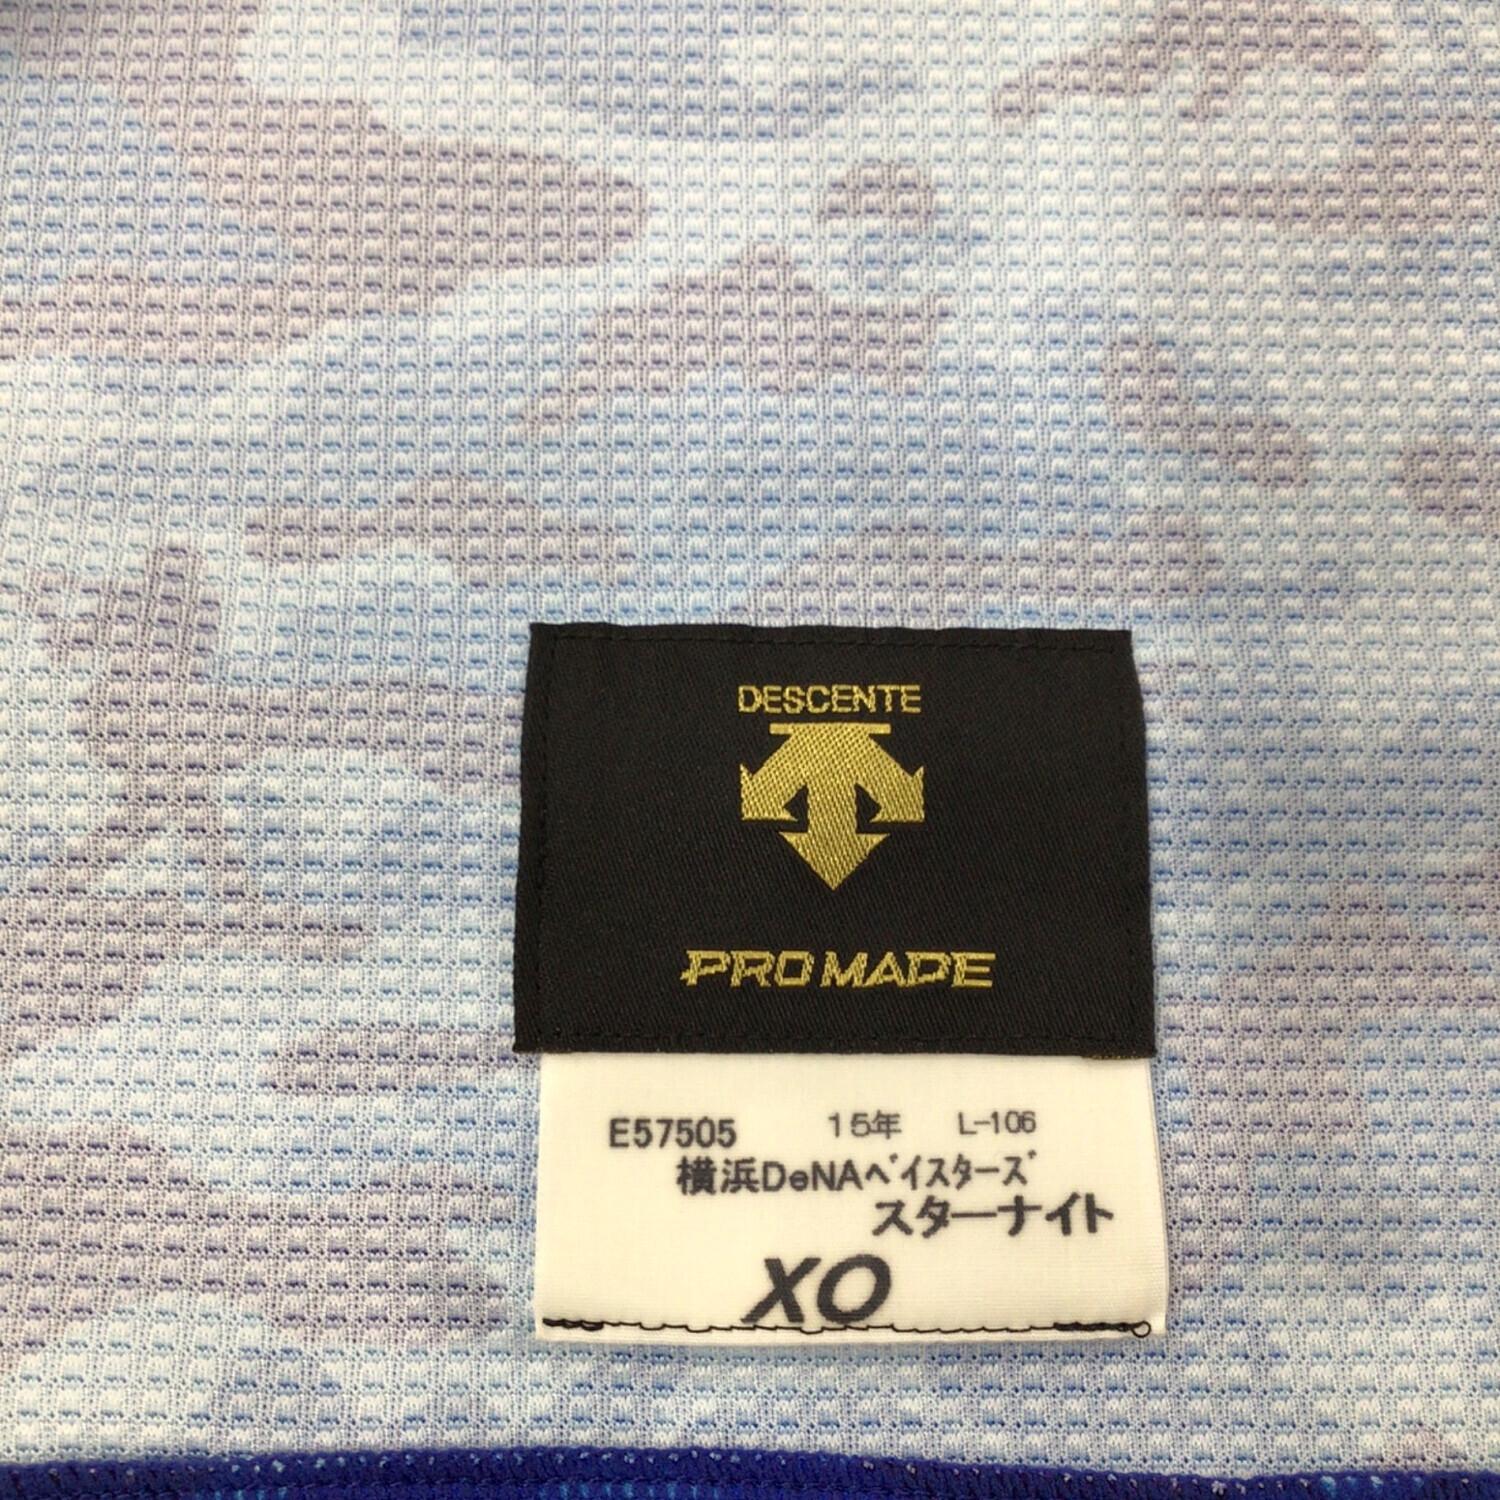 DESCENTE
PRO MADE
E57505 15年 L-106
横浜DeNAベイスターズ
スターナイト
XO